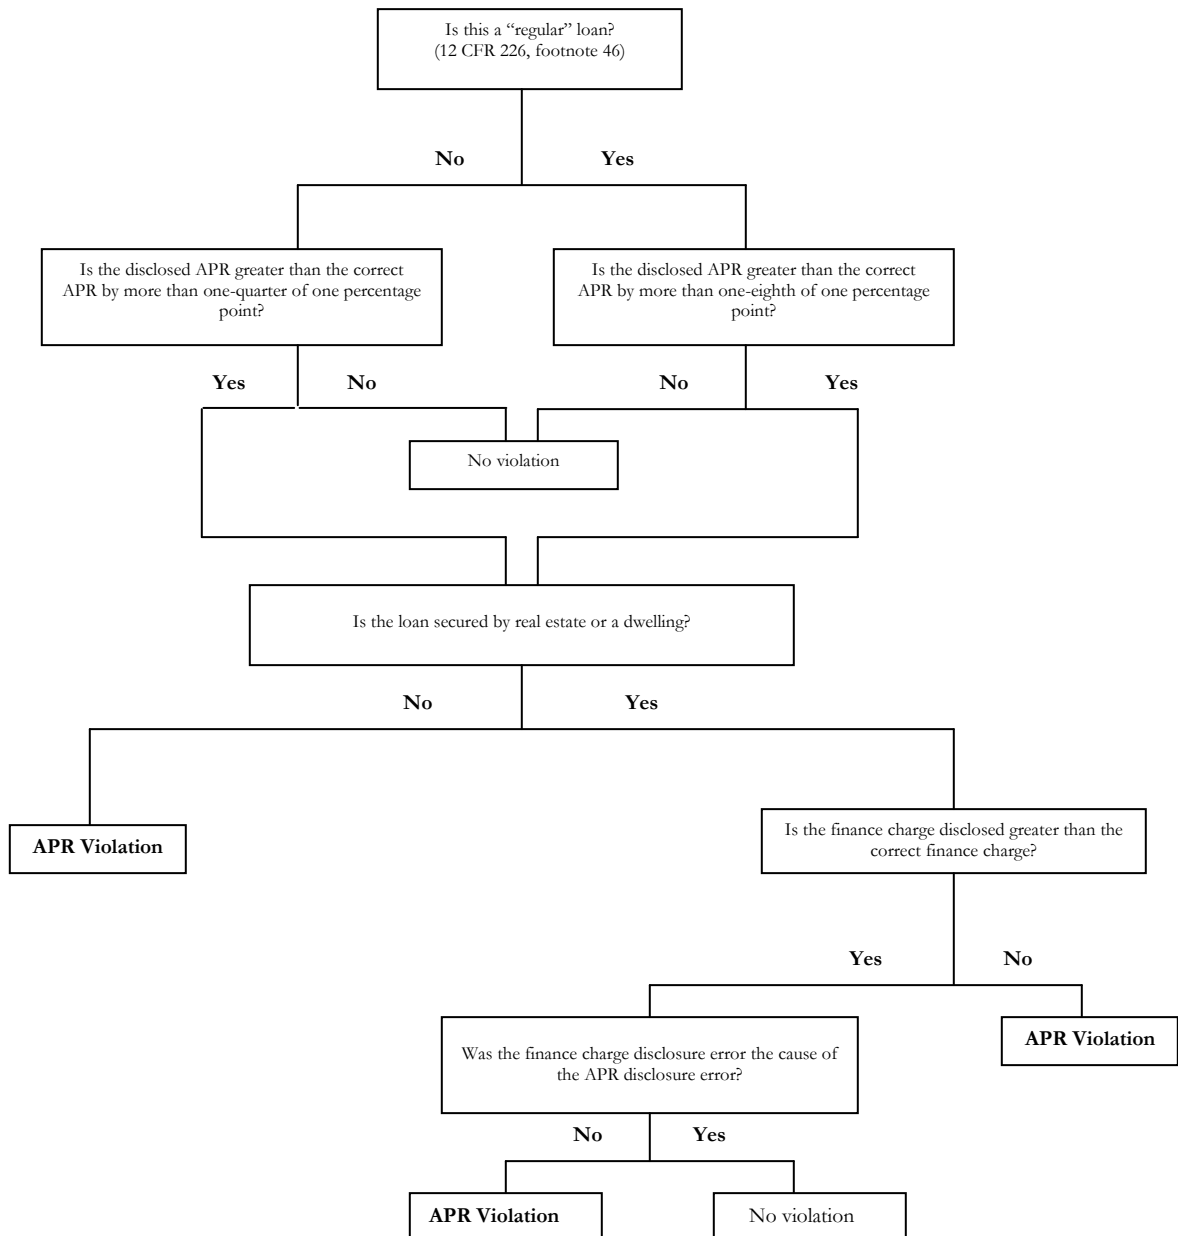 Is this a “regular” loan?
(12 CFR 226, footnote 46)
No
Yes
Is the disclosed APR greater than the correct
APR by more than one-quarter of one percentage
point?
Is the disclosed APR greater than the correct
APR by more than one-eighth of one percentage
point?
Yes
No
No
Yes
No violation
Is the loan secured by real estate or a dwelling?
No
Yes
APR Violation
Is the finance charge disclosed greater than the
correct finance charge?
Yes
No
Was the finance charge disclosure error the cause of
the APR disclosure error?
APR Violation
No
Yes
APR Violation
No violation